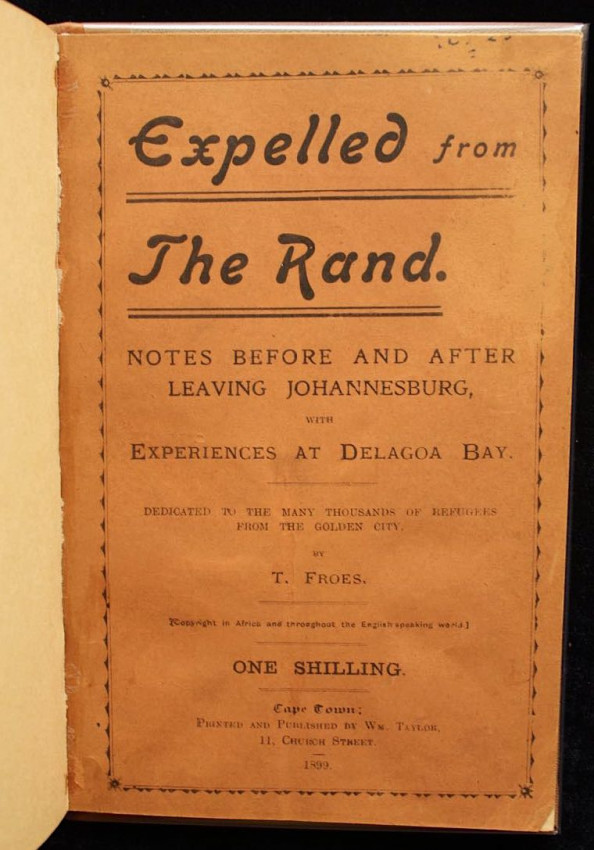 Expelled from
The Rand.
NOTES BEFORE AND AFTER
LEAVING JOHANNESBURG,
WITH
EXPERIENCES AT DELAGOA BAY.
DEDICATED TO THE MANY THOUSANDS OF REFUGEES
FROM THE GOLDEN CITY.
BY
T. FROES.
[Copyright in Africa and throughout the English speaking world.]
ONE SHILLING.
Cape Town:
PRINTED AND PUBLISHED BY WM. TAYLOR,
11, CHURCH STREET.
1899.